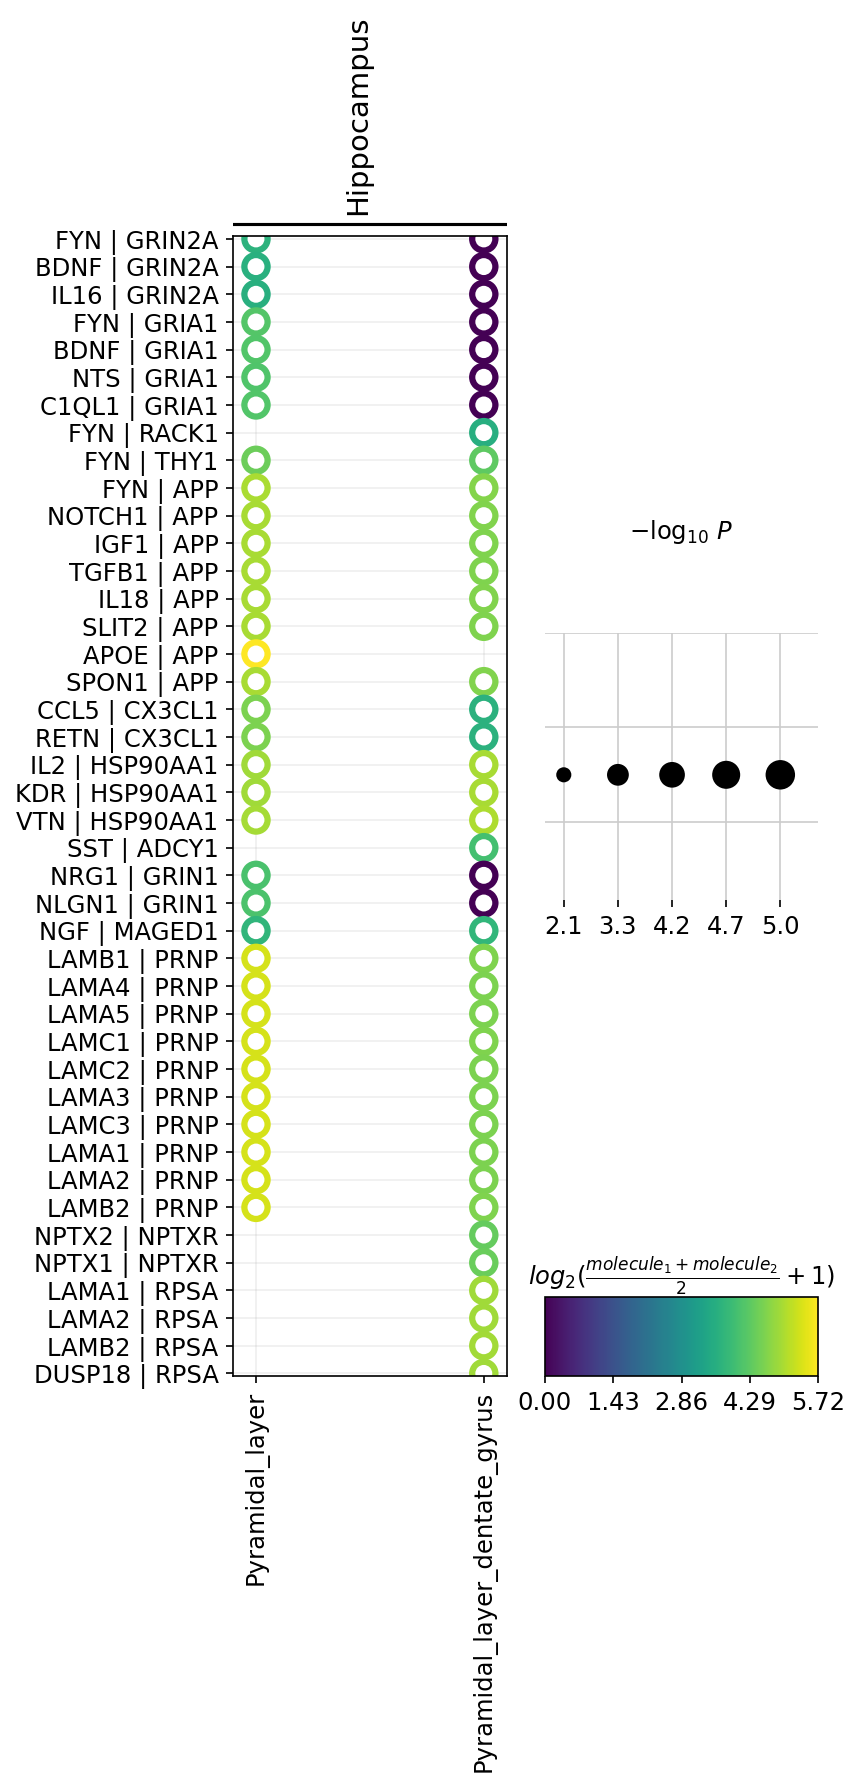 Hippocampus
FYN | GRIN2A
BDNF | GRIN2A
IL16 | GRIN2A
FYN | GRIA1
BDNF | GRIA1
NTS | GRIA1
C1QL1 | GRIA1
FYN | RACK1
FYN | THY1
FYN | APP
NOTCH1 | APP
IGF1 | APP
TGFB1 | APP
IL18 | APP
SLIT2 | APP
APOE | APP
SPON1 | APP
CCL5 | CX3CL1
RETN | CX3CL1
IL2 | HSP90AA1
KDR | HSP90AA1
VTN | HSP90AA1
SST | ADCY1
NRG1 | GRIN1
NLGN1 | GRIN1
NGF | MAGED1
LAMB1 | PRNP
LAMA4 | PRNP
LAMA5 | PRNP
LAMC1 | PRNP
LAMC2 | PRNP
LAMA3 | PRNP
LAMC3 | PRNP
LAMA1 | PRNP
LAMA2 | PRNP
LAMB2 | PRNP
NPTX2 | NPTXR
NPTX1 | NPTXR
LAMA1 | RPSA
LAMA2 | RPSA
LAMB2 | RPSA
DUSP18 | RPSA
Pyramidal_layer
Pyramidal_layer_dentate_gyrus
−log₁₀ P
2.1 3.3 4.2 4.7 5.0
log₂(molecule₁ + molecule₂ / 2 + 1)
0.00 1.43 2.86 4.29 5.72